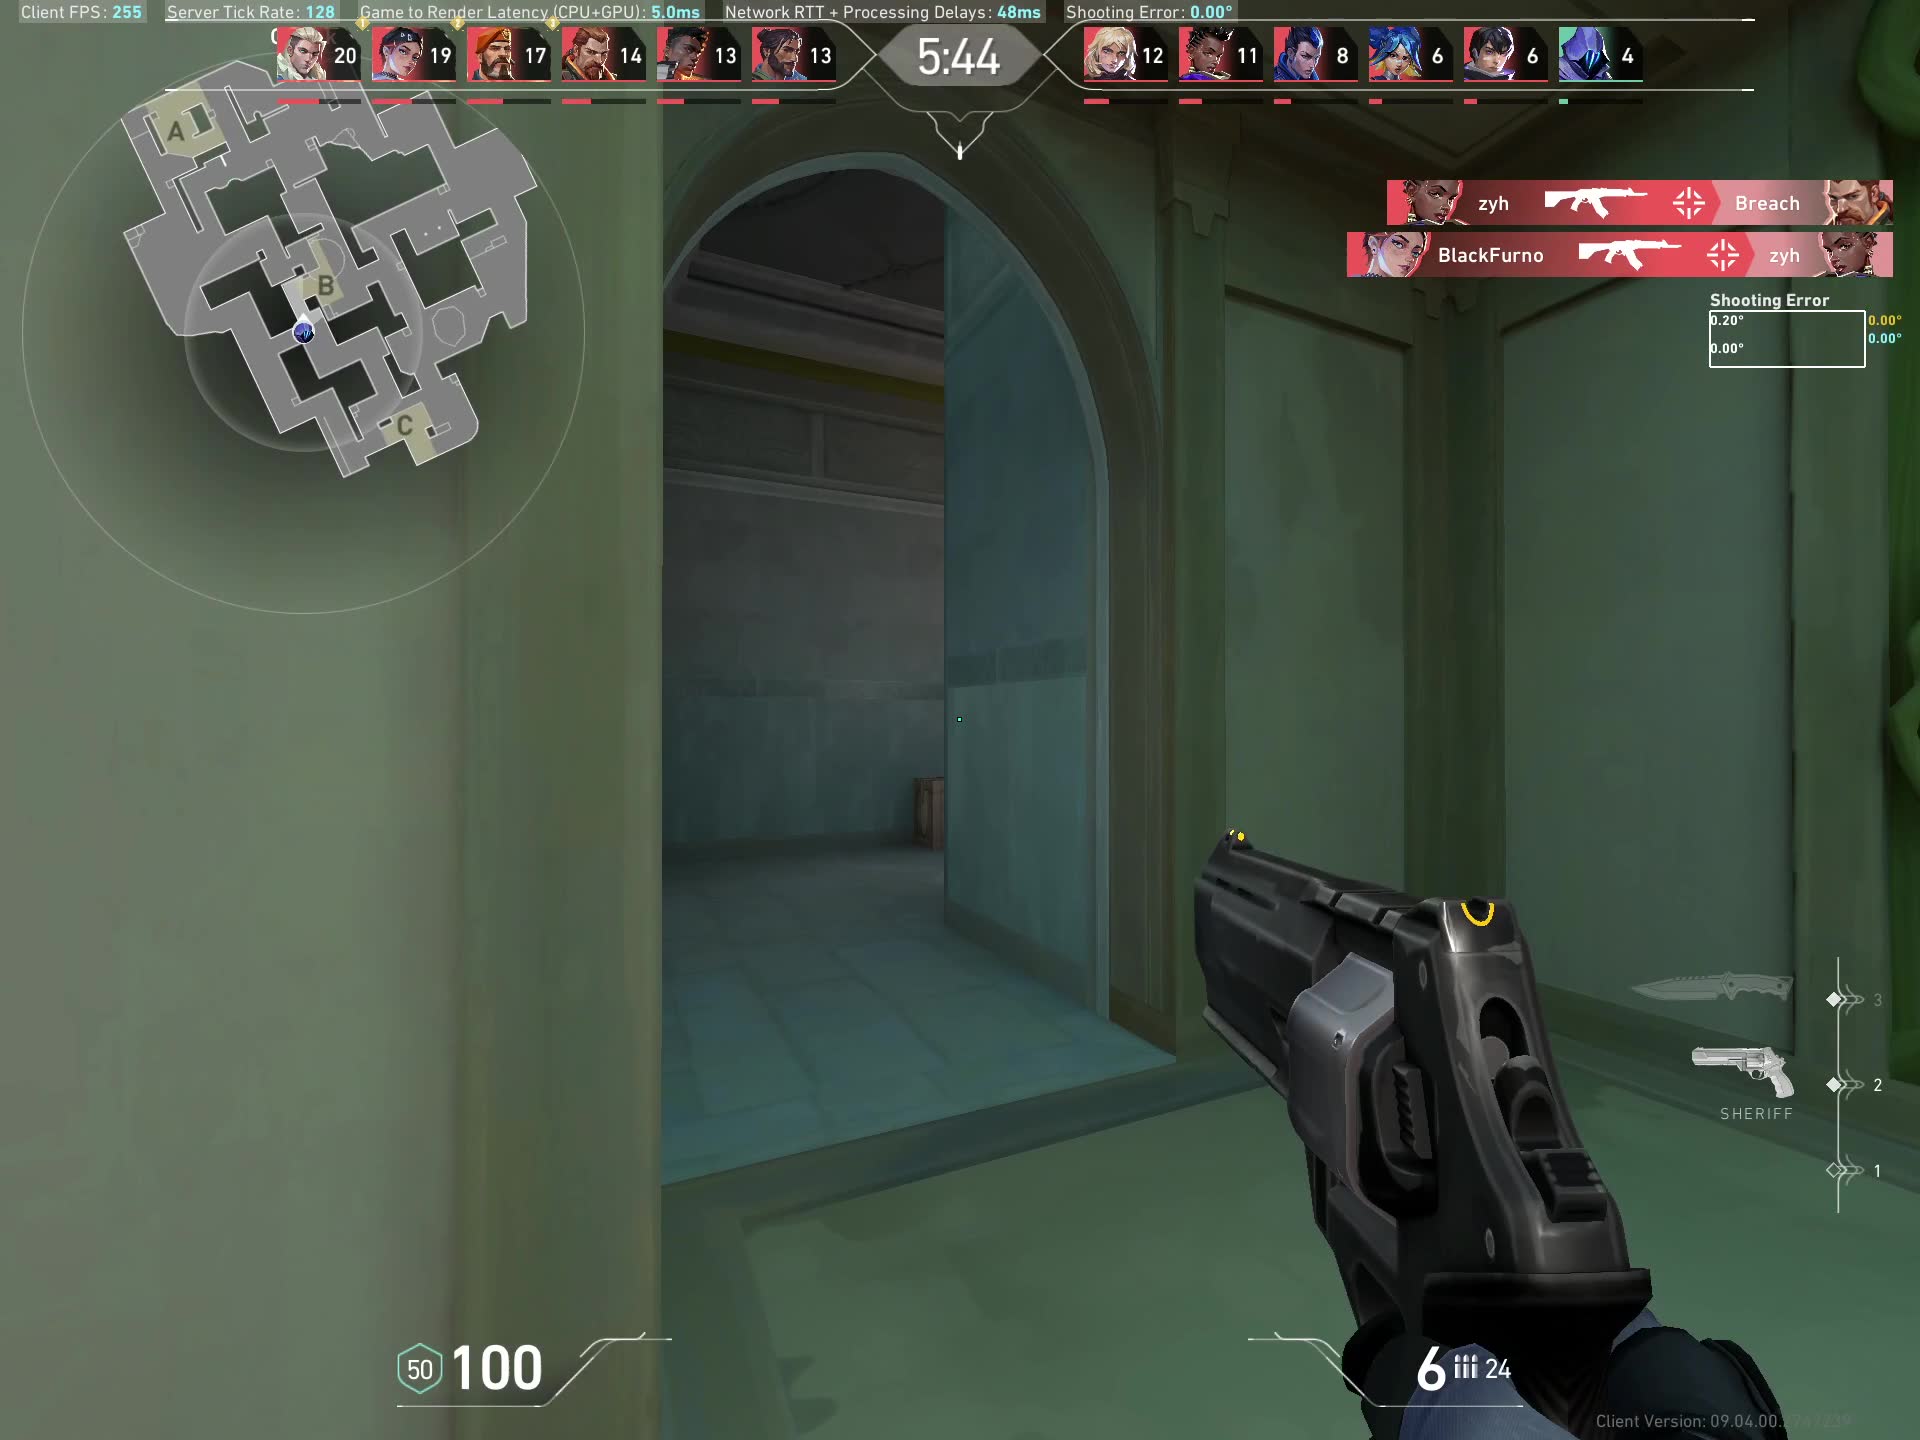 Client FPS: 255 Server Tick Rate: 128 Game to Render Latency (CPU+GPU): 5.0ms Network RTT + Processing Delays: 48ms Shooting Error: 0.00°
20 19 17 14 13 13 5:44 12 11 8 6 6 4
A
B
C
zyh Breach
BlackFurno zyh
Shooting Error
0.20° 0.00°
0.00°
0.00°
3
2
SHERIFF
1
50 100
6 24
Client Version: 09.04.00.